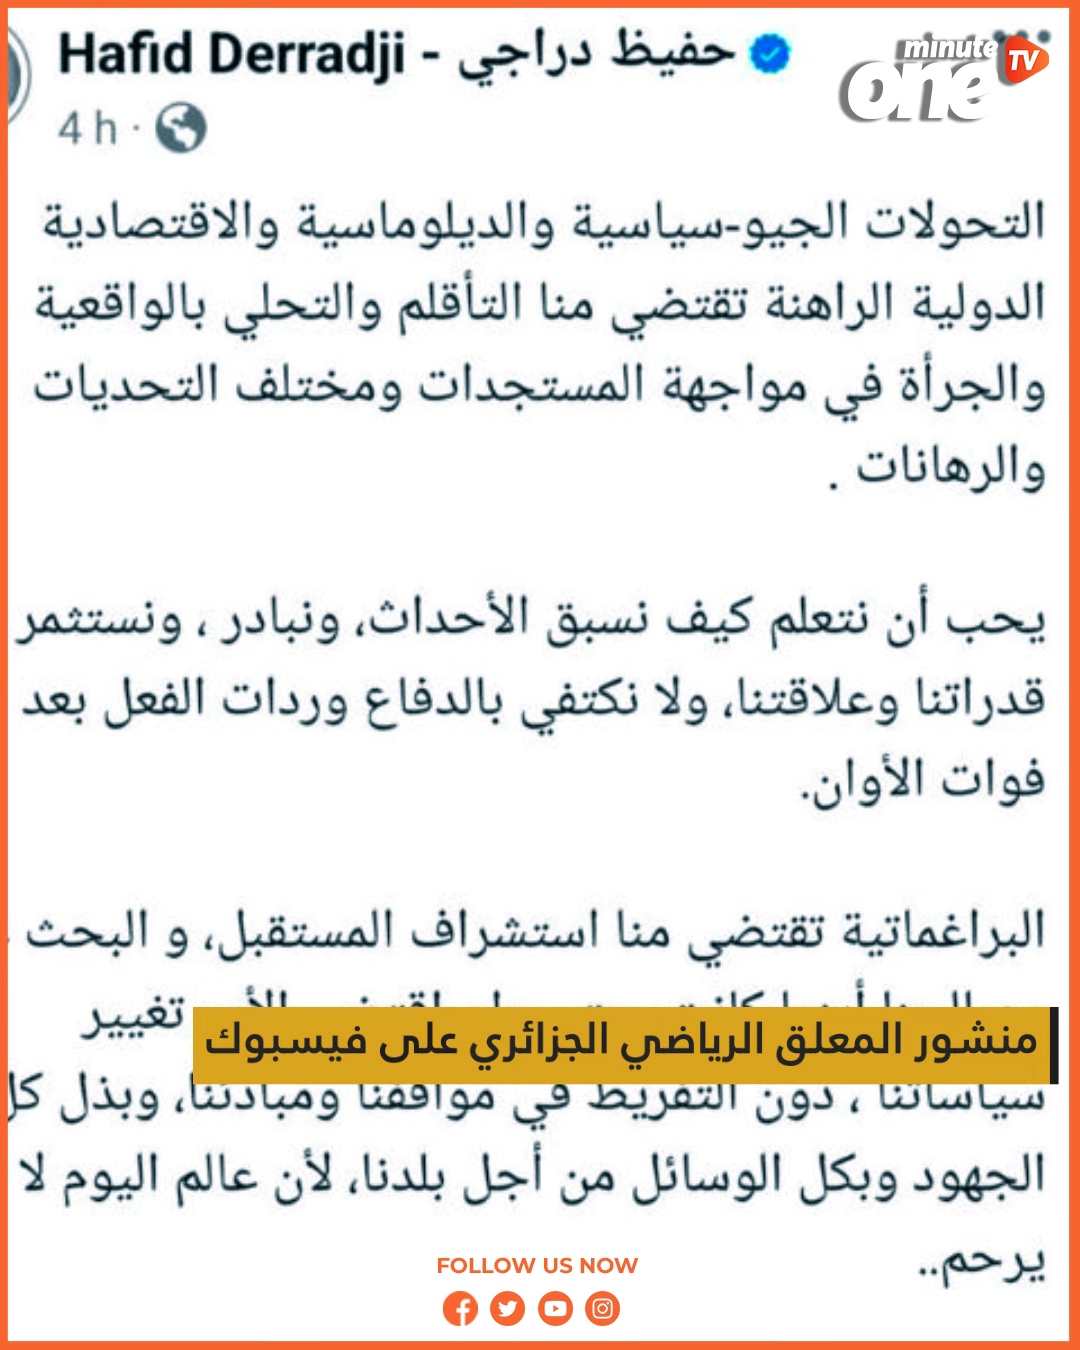 Hafid Derradji - حفيظ دراجي
minute
one TV
4 h ·
التحولات الجيو-سياسية والديلوماسية والاقتصادية
الدولية الراهنة تقتضي منا التأقلم والتحلي بالواقعية
والجرأة في مواجهة المستجدات ومختلف التحديات
والرهانات .
يحب أن نتعلم كيف نسبق الأحداث، ونبادر ، ونستثمر
قدراتنا وعلاقتنا، ولا نكتفي بالدفاع وردات الفعل بعد
فوات الأوان.
البراغماتية تقتضي منا استشراف المستقبل، و البحث
تغيير
منشور المعلق الرياضي الجزائري على فيسبوك
سياساتنا ، دون التفريط في مواقفنا ومبادئنا، وبذل كل
الجهود وبكل الوسائل من أجل بلدنا، لأن عالم اليوم لا
يرحم..
FOLLOW US NOW